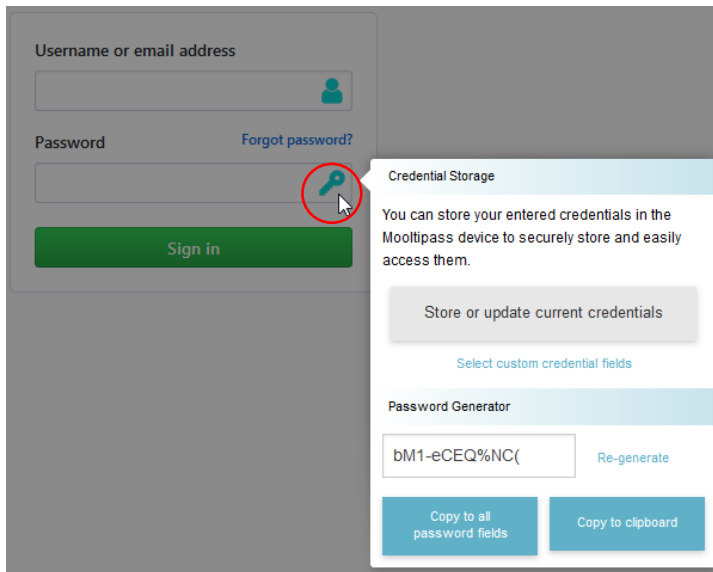 Username or email address
Password
Forgot password?
Sign in
Credential Storage
You can store your entered credentials in the
Mooltipass device to securely store and easily
access them.
Store or update current credentials
Select custom credential fields
Password Generator
bM1-eCEQ%NC(
Re-generate
Copy to all
password fields
Copy to clipboard